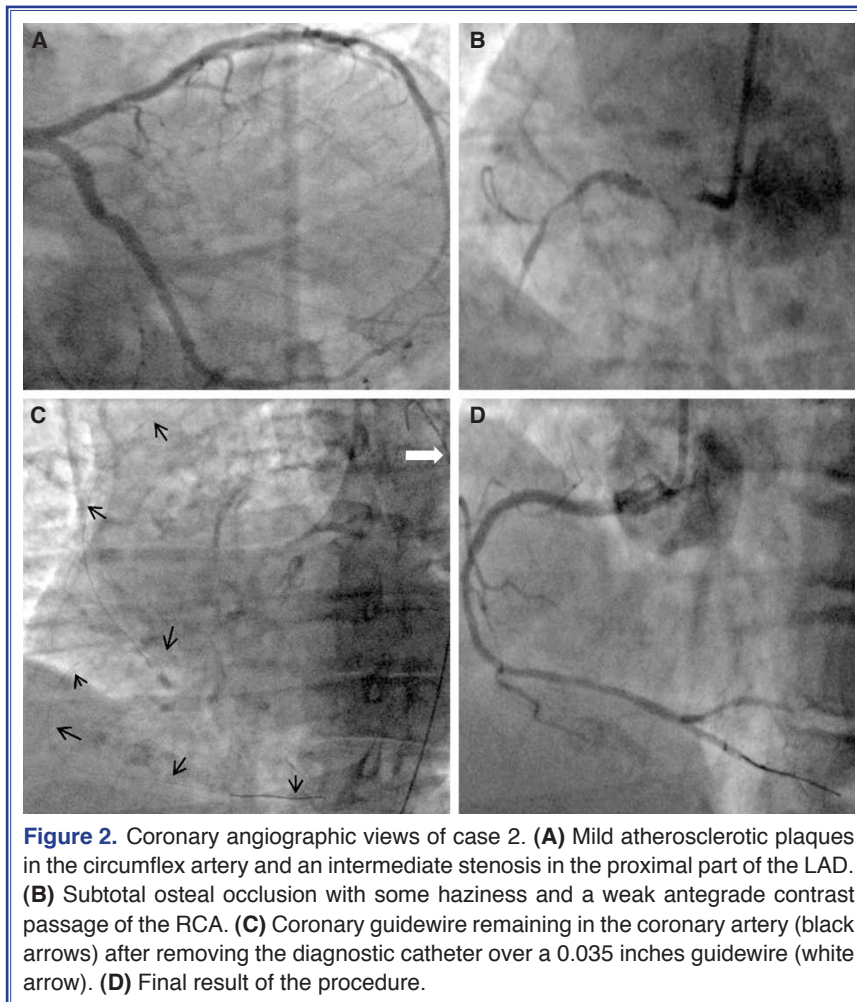 A
B
C
D
Figure 2. Coronary angiographic views of case 2. (A) Mild atherosclerotic plaques
in the circumflex artery and an intermediate stenosis in the proximal part of the LAD.
(B) Subtotal osteal occlusion with some haziness and a weak antegrade contrast
passage of the RCA. (C) Coronary guidewire remaining in the coronary artery (black
arrows) after removing the diagnostic catheter over a 0.035 inches guidewire (white
arrow). (D) Final result of the procedure.